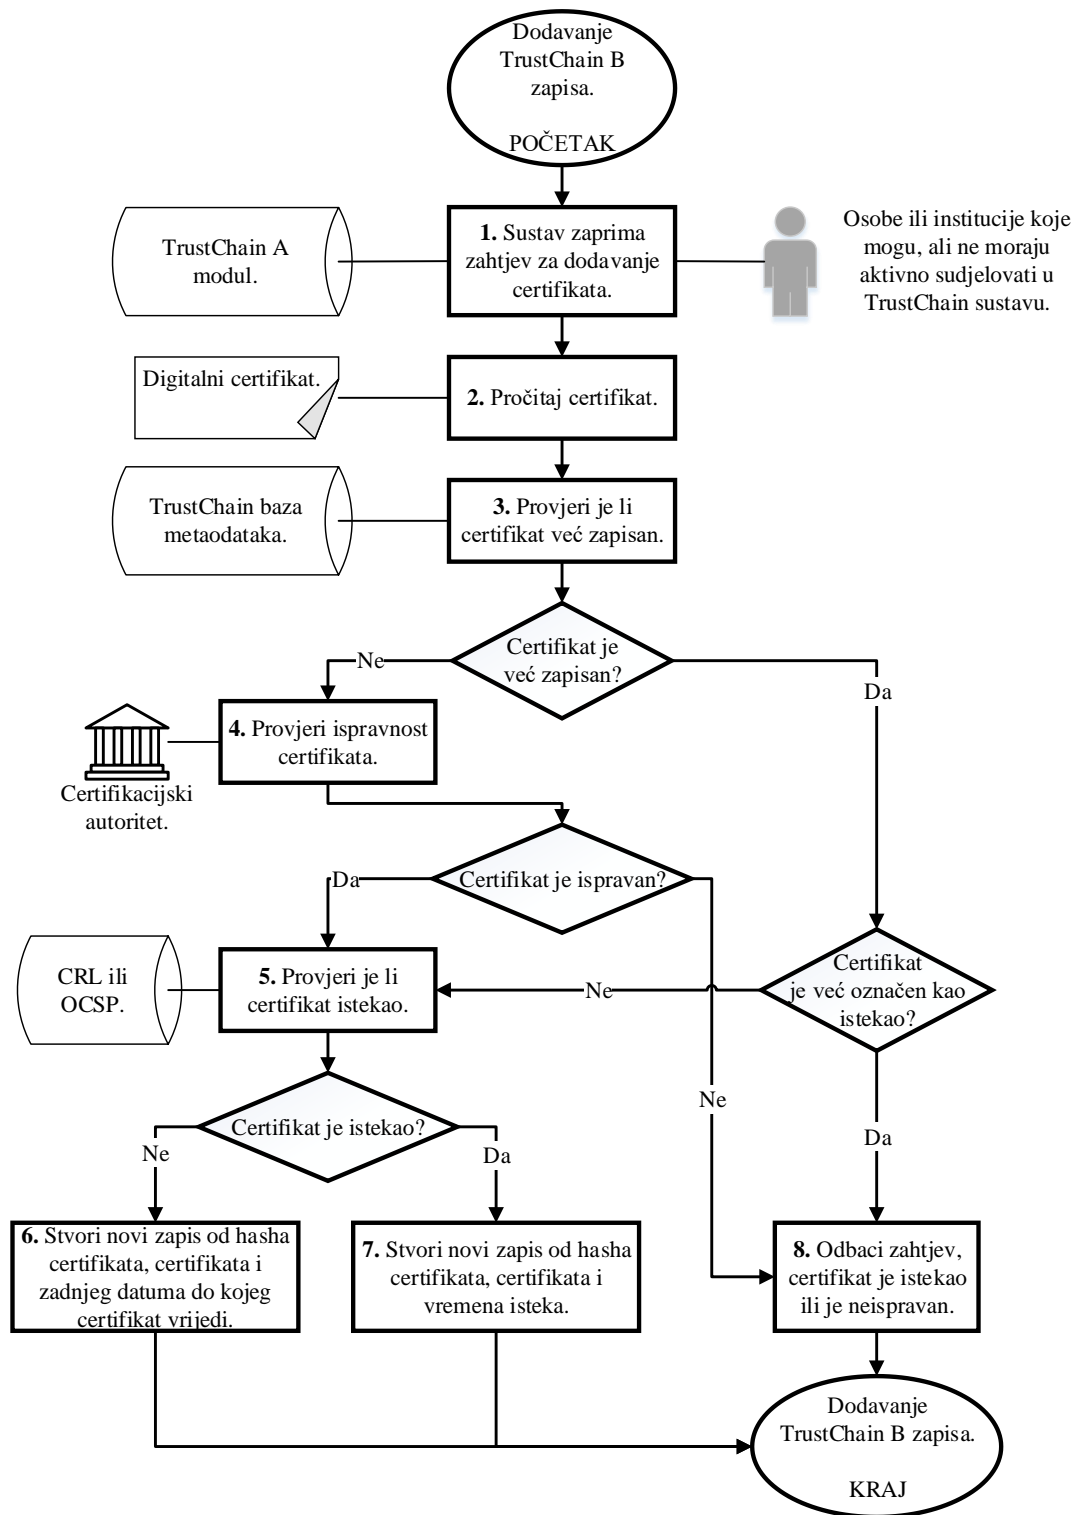 Dodavanje
TrustChain B
zapisa.
POČETAK
TrustChain A
modul.
1. Sustav zaprima
zahtjev za dodavanje
certifikata.
Osobe ili institucije koje
mogu, ali ne moraju
aktivno sudjelovati u
TrustChain sustavu.
Digitalni certifikat.
2. Pročitaj certifikat.
TrustChain baza
metaodataka.
3. Provjeri je li
certifikat već zapisan.
Certifikat je
već zapisan?
Ne
Da
4. Provjeri ispravnost
certifikata.
Certifikacijski
autoritet.
Certifikat je ispravan?
Da
Ne
CRL ili
OCSP.
5. Provjeri je li
certifikat istekao.
Ne
Certifikat
je već označen kao
istekao?
Da
Certifikat je istekao?
Ne
Da
6. Stvori novi zapis od hasha
certifikata, certifikata i
zadnjeg datuma do kojeg
certifikat vrijedi.
7. Stvori novi zapis od hasha
certifikata, certifikata i
vremena isteka.
8. Odbaci zahtjev,
certifikat je istekao
ili je neispravan.
Dodavanje
TrustChain B zapisa.
KRAJ